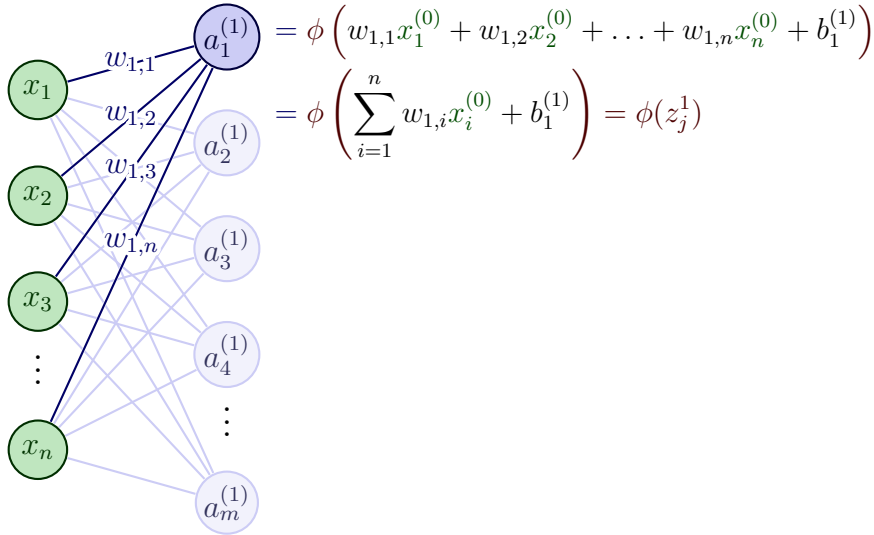 a_1^{(1)} = ϕ(w_{1,1}x_1^{(0)} + w_{1,2}x_2^{(0)} + … + w_{1,n}x_n^{(0)} + b_1^{(1)})
= ϕ(∑_{i=1}^{n} w_{1,i}x_i^{(0)} + b_1^{(1)}) = ϕ(z_j^1)
w_{1,1}
x_1
w_{1,2}
a_2^{(1)}
w_{1,3}
x_2
w_{1,n}
a_3^{(1)}
x_3
a_4^{(1)}
⋮
⋮
x_n
a_m^{(1)}